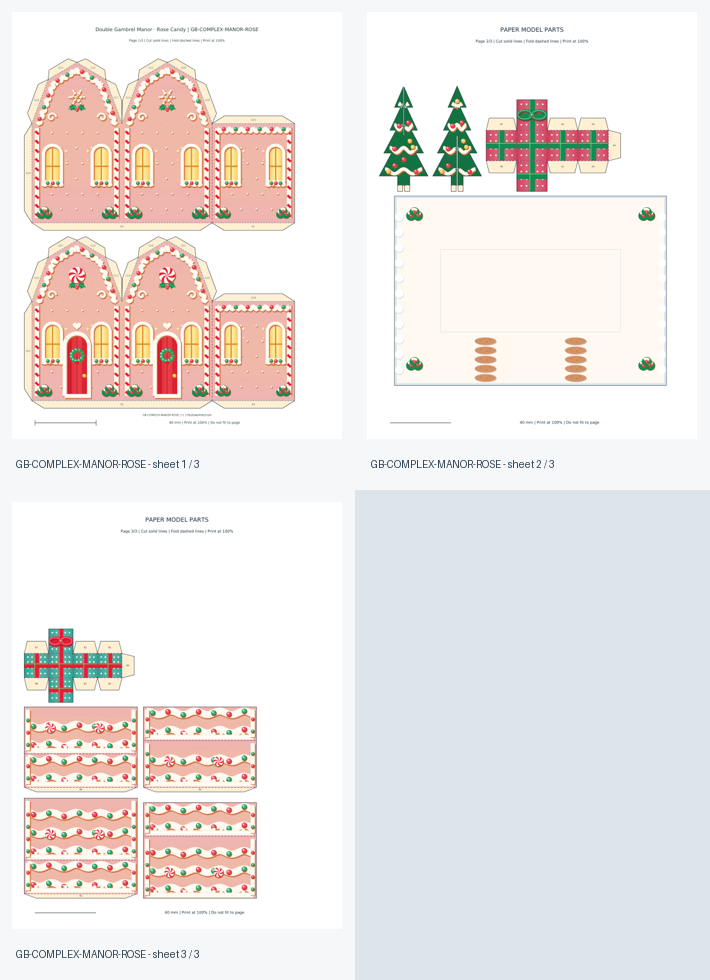 Double Gambrel Manor · Rose Candy | GB-COMPLEX-MANOR-ROSE
Page 1/3 | Cut solid lines | Fold dashed lines | Print at 100%
40 mm | Print at 100% | Do not fit to page
GB-COMPLEX-MANOR-ROSE - sheet 1 / 3
PAPER MODEL PARTS
Page 2/3 | Cut solid lines | Fold dashed lines | Print at 100%
40 mm | Print at 100% | Do not fit to page
GB-COMPLEX-MANOR-ROSE - sheet 2 / 3
PAPER MODEL PARTS
Page 3/3 | Cut solid lines | Fold dashed lines | Print at 100%
40 mm | Print at 100% | Do not fit to page
GB-COMPLEX-MANOR-ROSE - sheet 3 / 3